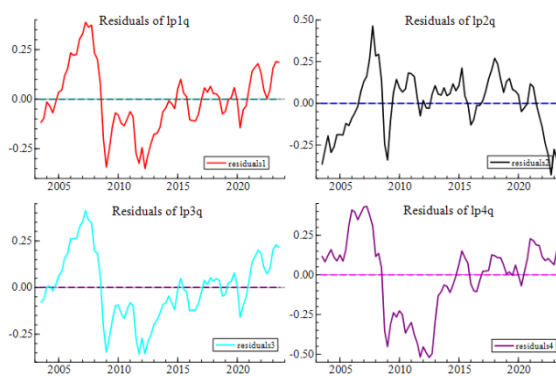 Residuals of lp1q
0.25
0.00
-0.25
residuals1
2005 2010 2015 2020
Residuals of lp2q
0.50
0.25
0.00
-0.25
residuals2
2005 2010 2015 2020
Residuals of lp3q
0.25
0.00
-0.25
residuals3
2005 2010 2015 2020
Residuals of lp4q
0.25
0.00
-0.25
-0.50
residuals4
2005 2010 2015 2020